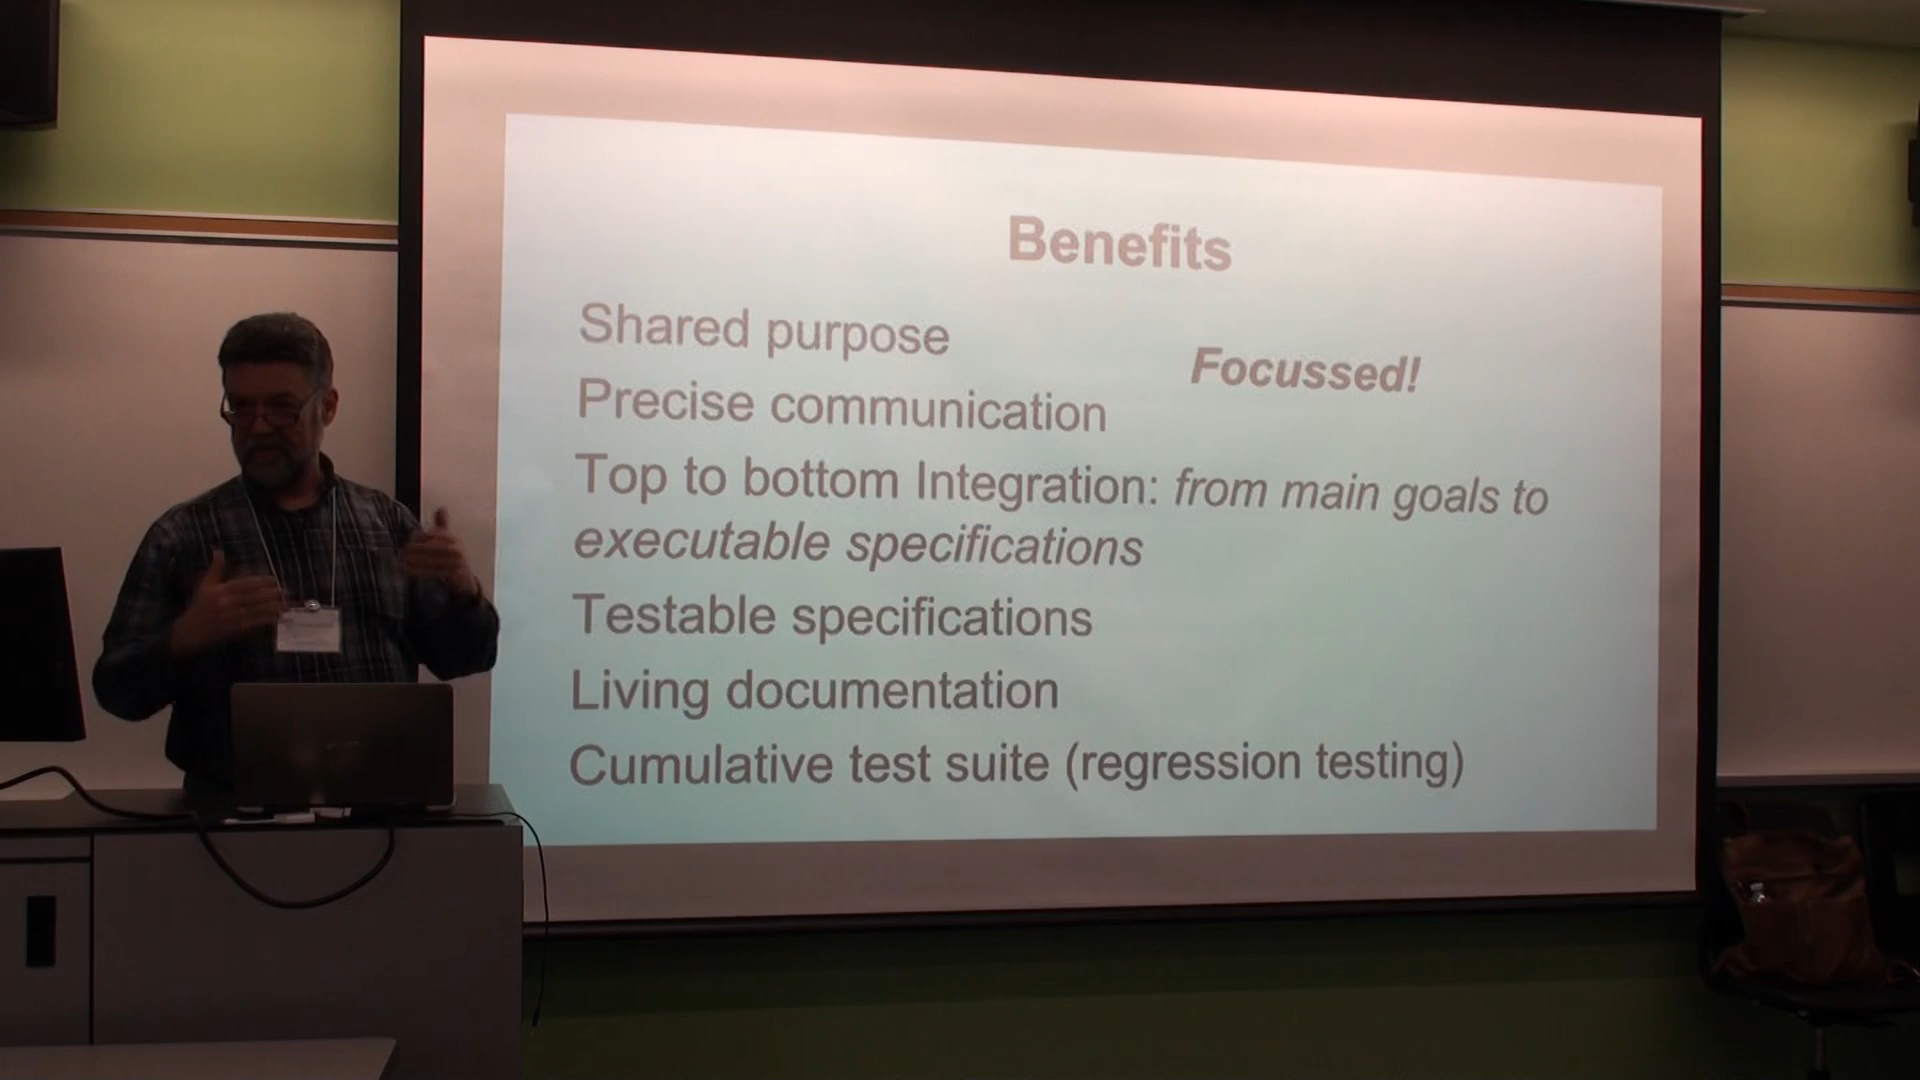 Benefits
Shared purpose
Focussed!
Precise communication
Top to bottom Integration: from main goals to
executable specifications
Testable specifications
Living documentation
Cumulative test suite (regression testing)